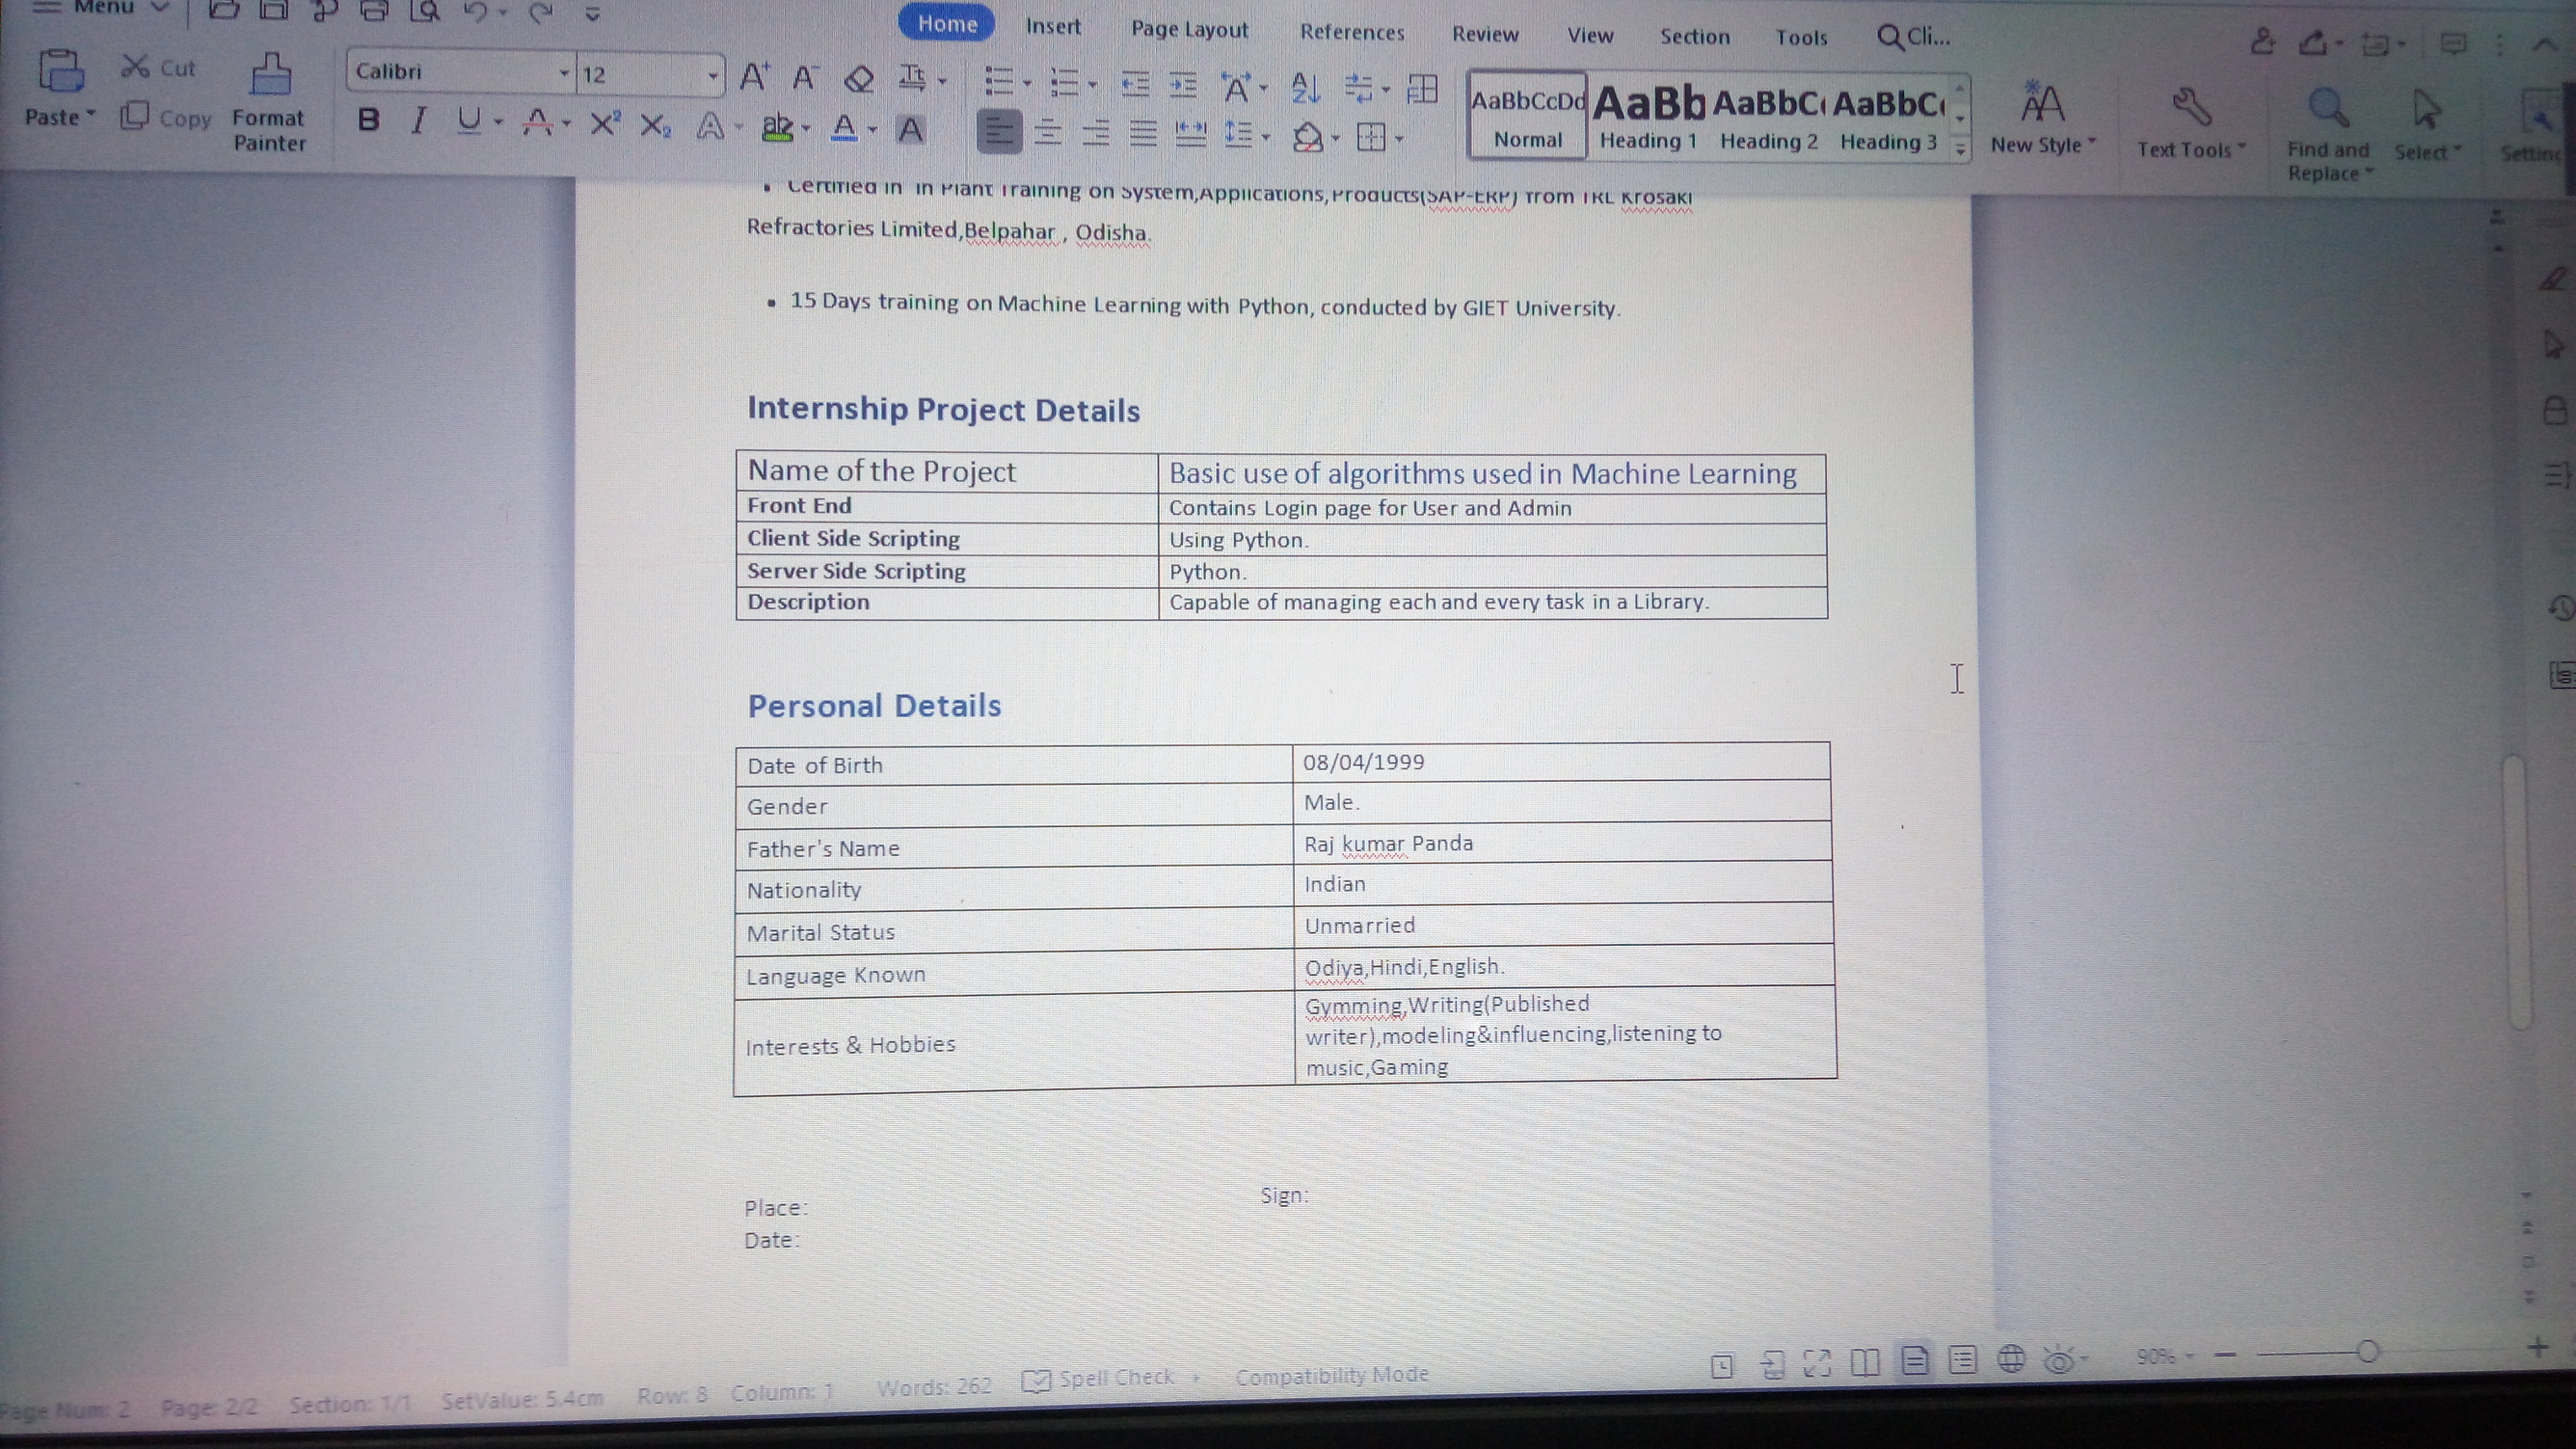 Menu
Home Insert Page Layout References Review View Section Tools Cli...
Paste Cut Copy Format Painter
Calibri 12
AaBbCcDd AaBb AaBbC AaBbC
Normal Heading 1 Heading 2 Heading 3
New Style Text Tools Find and Replace Select
Certified in In Plant Training on System,Applications,Products(SAP-ERP) from TRL Krosaki
Refractories Limited,Belpahar , Odisha.
15 Days training on Machine Learning with Python, conducted by GIET University.
Internship Project Details
Name of the Project Basic use of algorithms used in Machine Learning
Front End Contains Login page for User and Admin
Client Side Scripting Using Python.
Server Side Scripting Python.
Description Capable of managing each and every task in a Library.
Personal Details
Date of Birth 08/04/1999
Gender Male.
Father's Name Raj kumar Panda
Nationality Indian
Marital Status Unmarried
Language Known Odiya,Hindi,English.
Interests & Hobbies Gymming,Writing(Published
writer),modeling&influencing,listening to
music,Gaming
Sign:
Place:
Date:
Page Num: 2 Page: 2/2 Section: 1/1 SetValue: 5.4cm Row: 8 Column: 1 Words: 262 Spell Check Compatibility Mode 90%